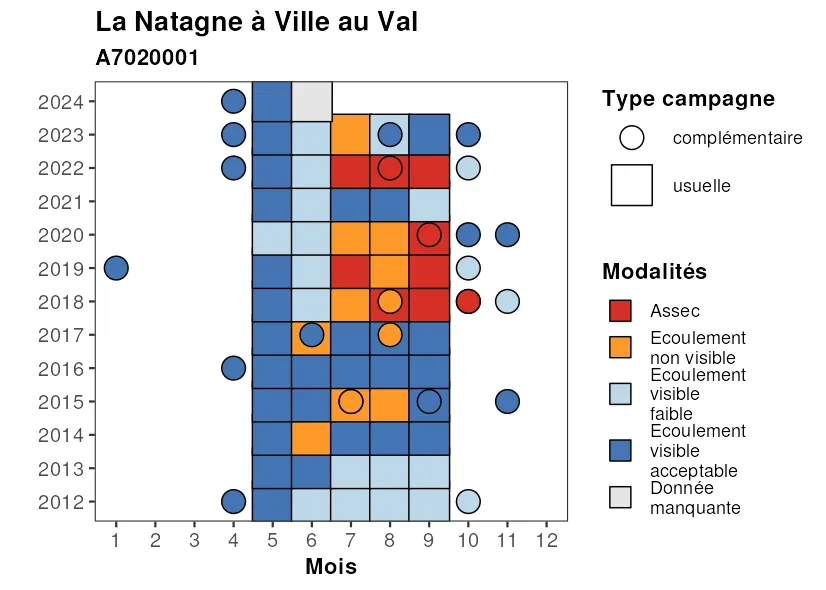 La Natagne à Ville au Val
A7020001
2024
2023
2022
2021
2020
2019
2018
2017
2016
2015
2014
2013
2012
1 2 3 4 5 6 7 8 9 10 11 12
Mois
Type campagne
complémentaire
usuelle
Modalités
Assec
Ecoulement
non visible
Ecoulement
visible
faible
Ecoulement
visible
acceptable
Donnée
manquante